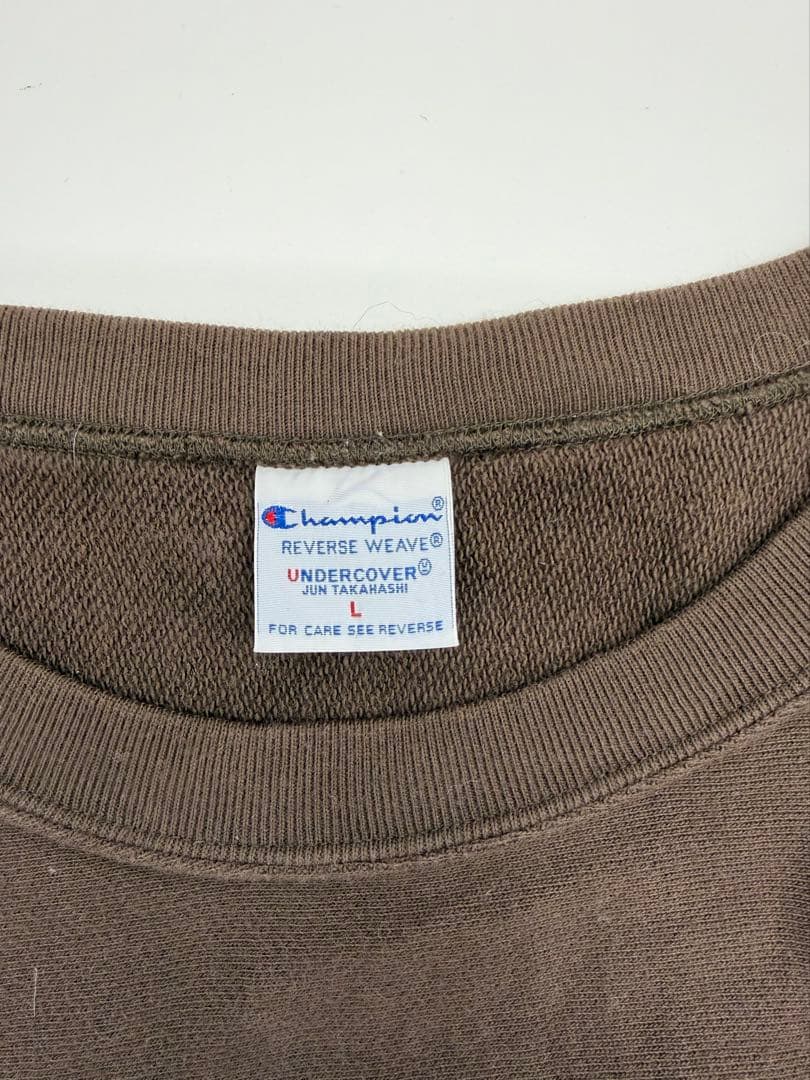 Champion®
REVERSE WEAVE®
UNDERCOVER Ⓤ
JUN TAKAHASHI
L
FOR CARE SEE REVERSE